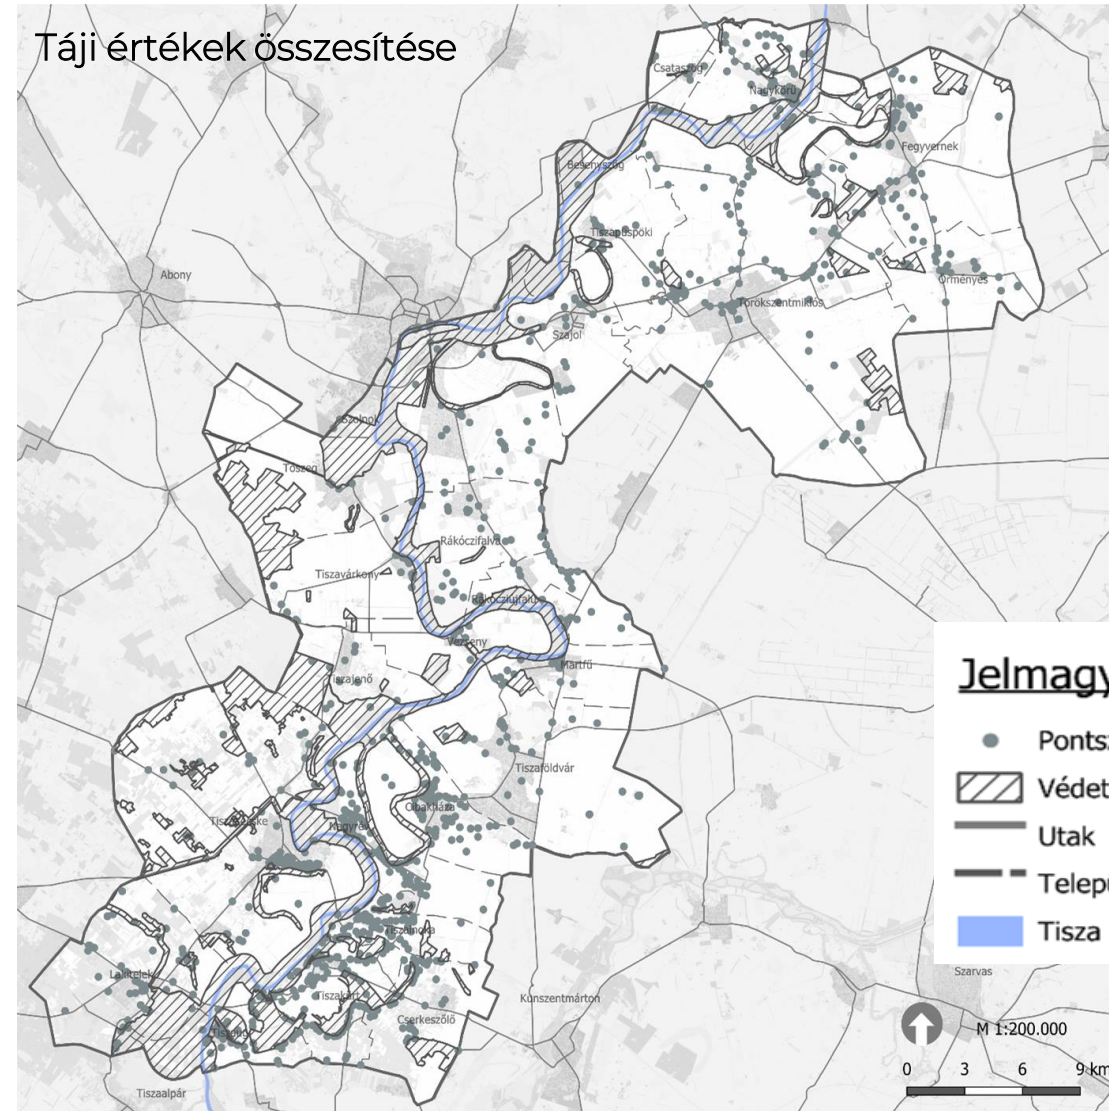 Táji értékek összesítése
Csataszög
Nagykörű
Fegyvernek
Besenyszög
Tiszapüspöki
Abony
Örményes
Törökszentmiklós
Szajol
Szolnok
Tószeg
Rákóczifalva
Tiszavárkony
Rákócziújfalu
Vezseny
Martfű
Tiszajenő
Jelmagy
Pontsz
Védet
Utak
Telepü
Tisza
Tiszaföldvár
Cibakháza
Nagyrév
Tiszainoka
Lakitelek
Szarvas
Tiszakürt
Kunszentmárton
Cserkeszőlő
Tiszaug
Tiszaalpár
M 1:200.000
0 3 6 9 km